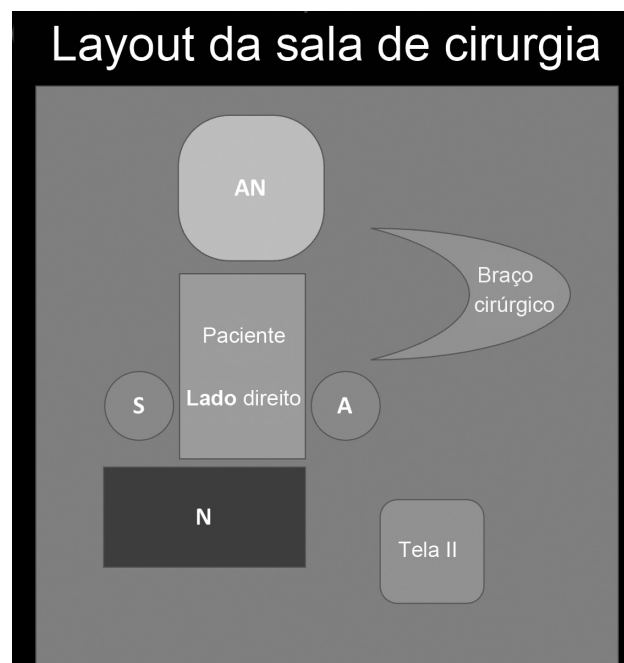 Layout da sala de cirurgia
AN
Braço
cirúrgico
Paciente
Lado direito
S
A
N
Tela II